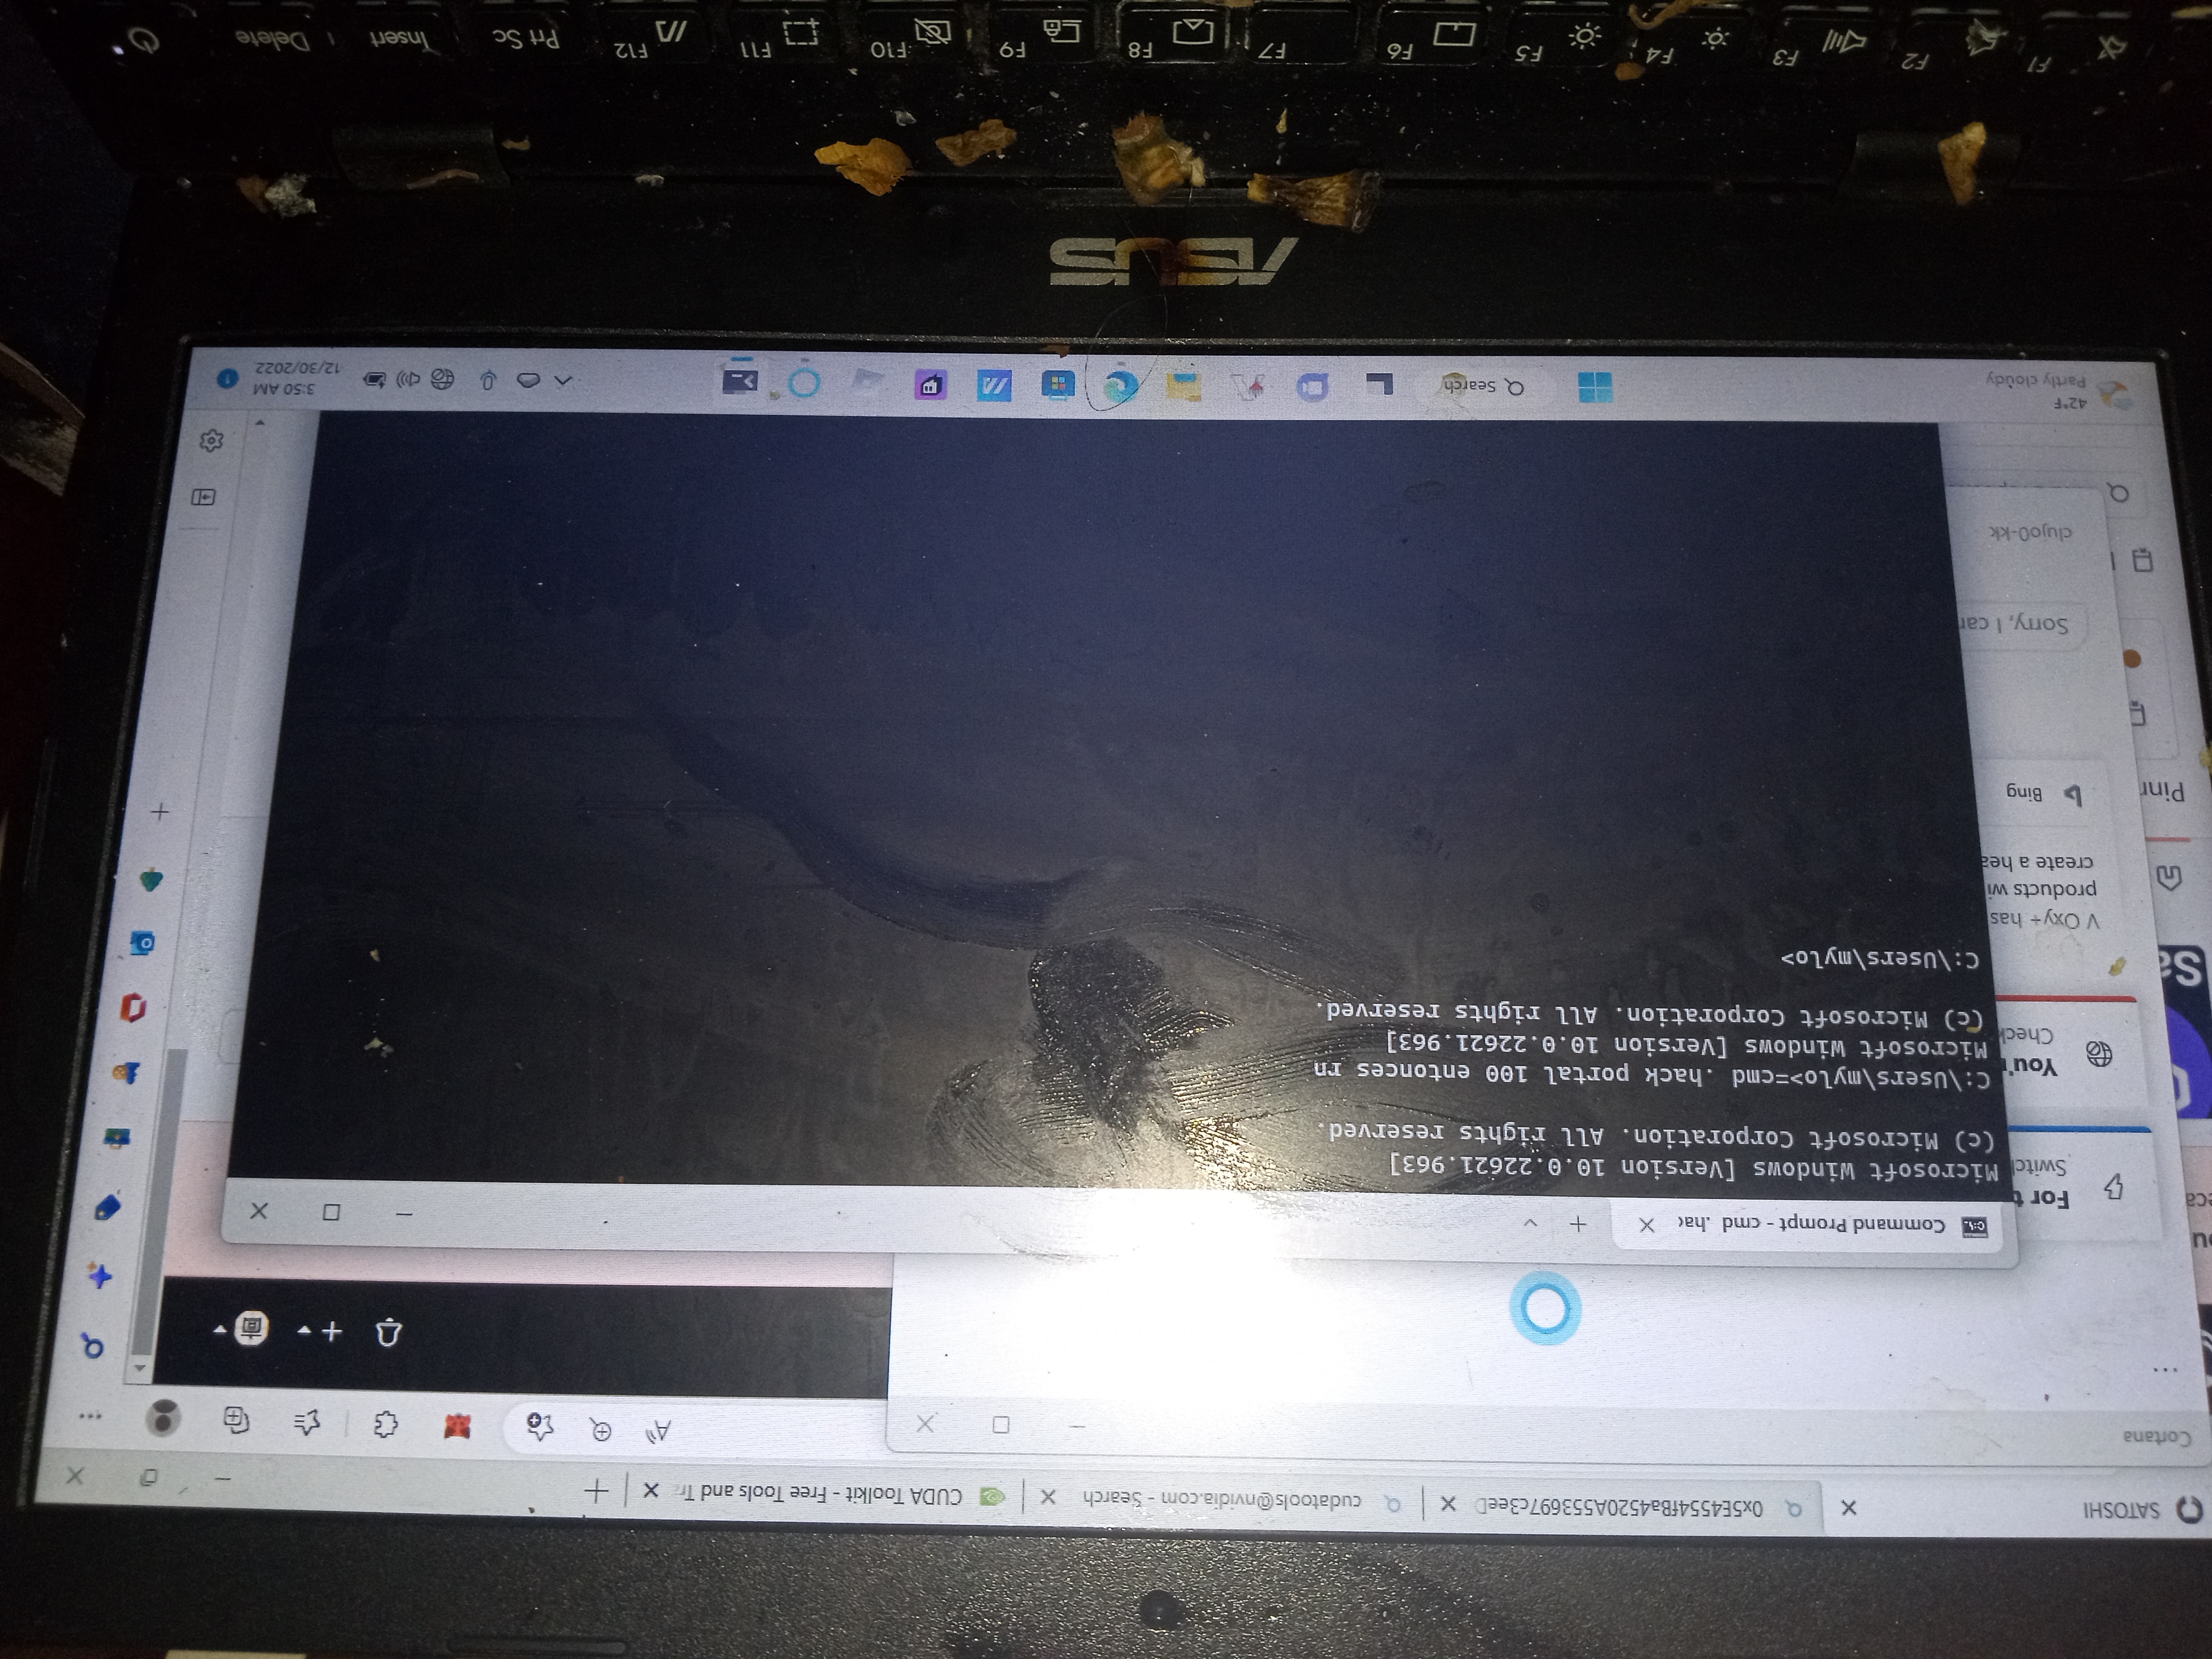 SATOSHI
0x5E4554fBa4520A553697c3eeD
cudatools@nvidia.com - Search
CUDA Toolkit - Free Tools and Tr
Cortana
For t
Switc
You'r
Check
Sa
V Oxy+ has
products wi
create a hea
Bing
Pinn
Sorry, I can
clujo0-kk
Command Prompt - cmd .hac
Microsoft Windows [Version 10.0.22621.963]
(c) Microsoft Corporation. All rights reserved.
C:\Users\mylo>=cmd .hack portal 100 entonces rn
Microsoft Windows [Version 10.0.22621.963]
(c) Microsoft Corporation. All rights reserved.
C:\Users\mylo>
42°F
Partly cloudy
Search
3:50 AM
12/30/2022
1
ASUS
F1 F2 F3 F4 F5 F6 F7 F8 F9 F10 F11 F12 Prt Sc Insert Delete